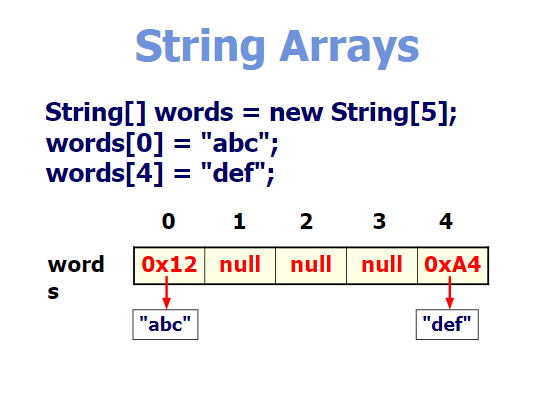 String Arrays
String[] words = new String[5];
words[0] = "abc";
words[4] = "def";
0 1 2 3 4
word
s
0x12 null null null 0xA4
"abc" "def"